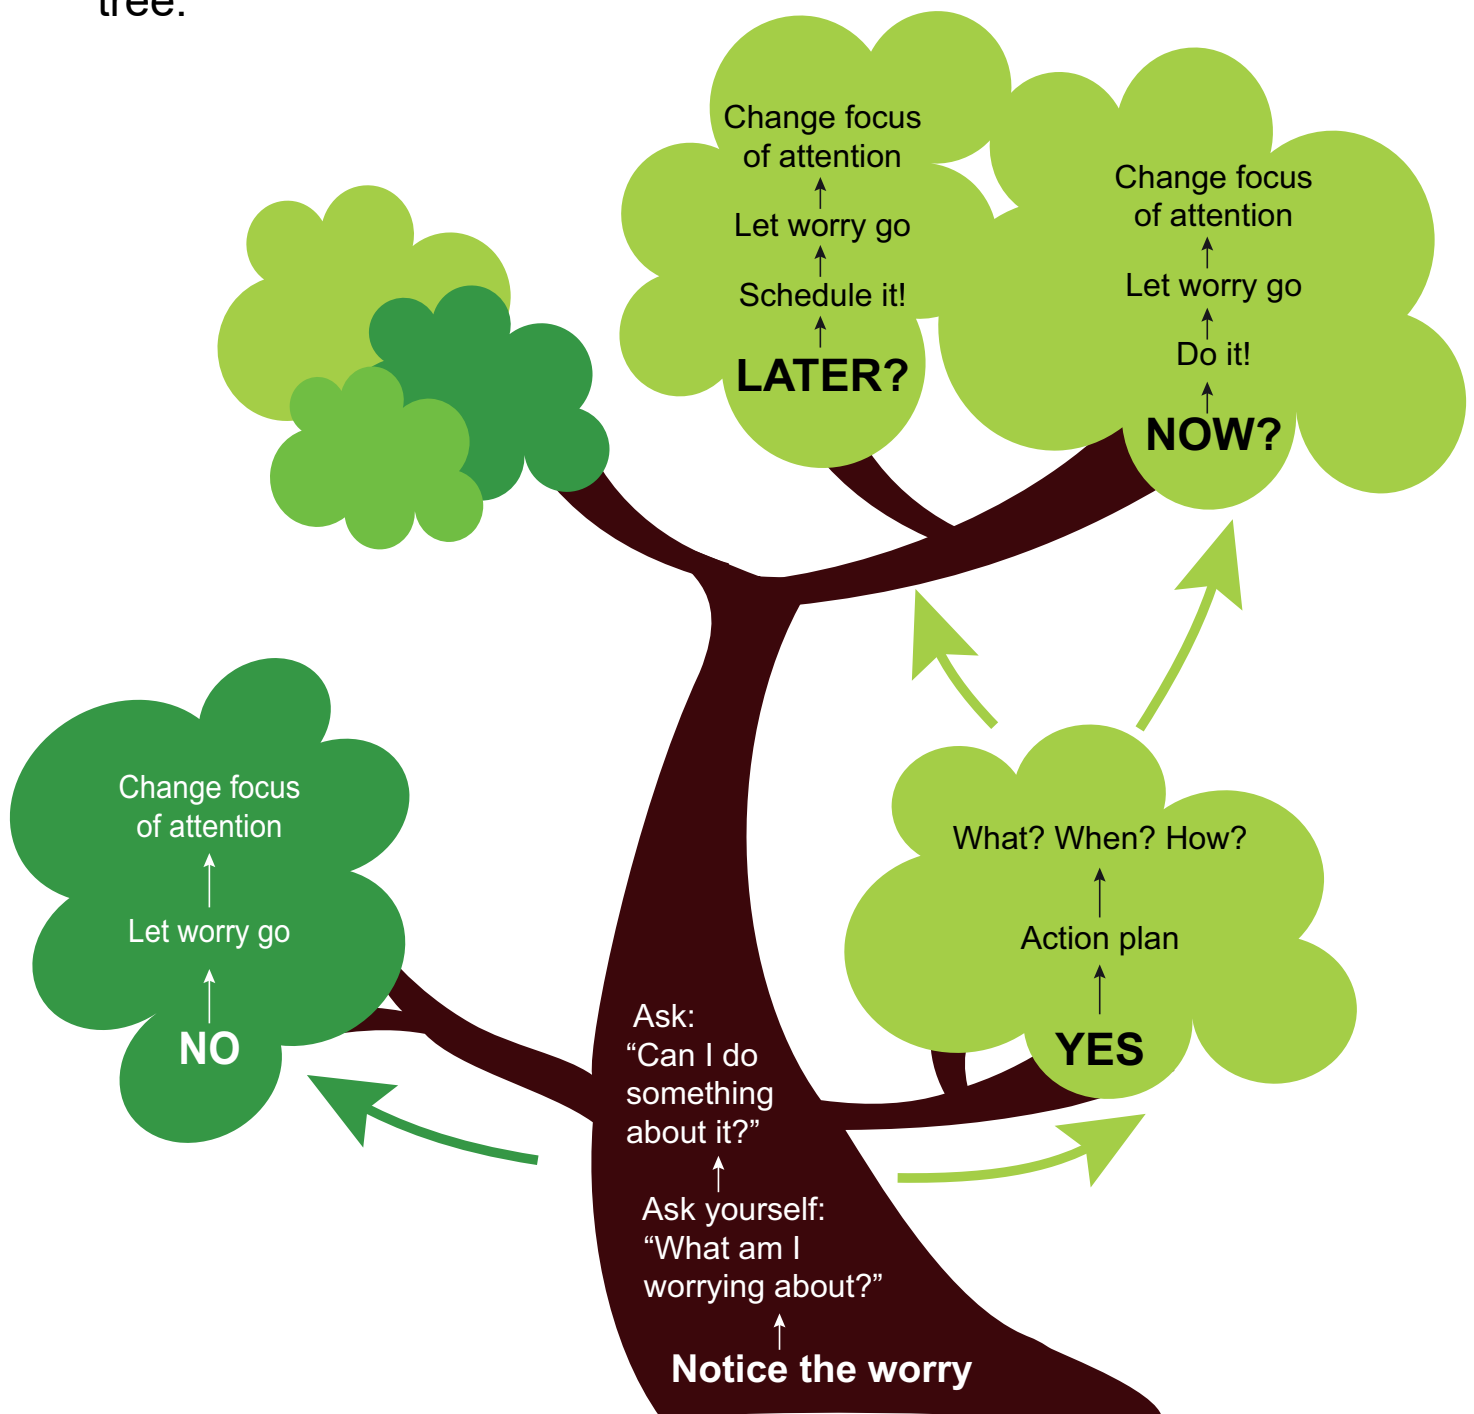 tree.
Change focus
of attention
Let worry go
Schedule it!
LATER?
Change focus
of attention
Let worry go
Do it!
NOW?
Change focus
of attention
Let worry go
NO
What? When? How?
Action plan
YES
Ask:
“Can I do
something
about it?”
Ask yourself:
“What am I
worrying about?”
Notice the worry